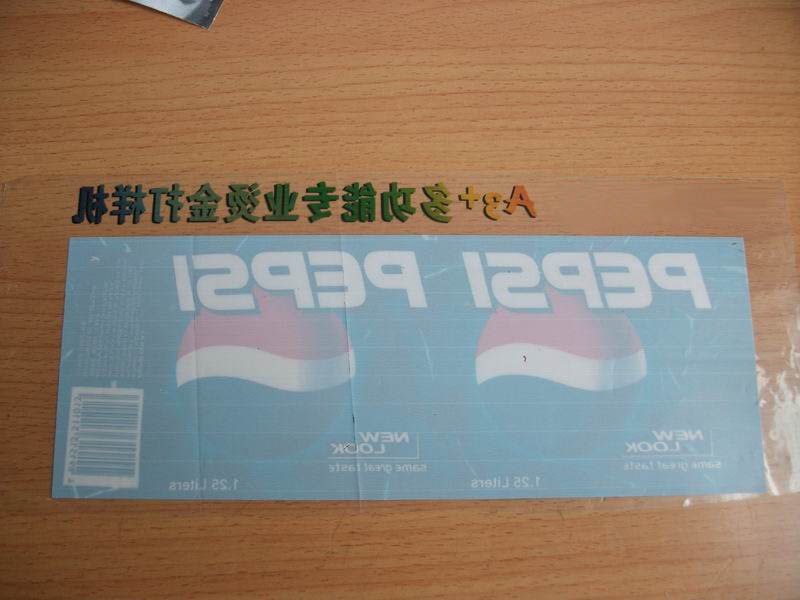 A3+多功能专业烫金打样机
PEPSI PEPSI
NEW LOOK
same great taste
1.25 Liters
NEW LOOK
same great taste
1.25 Liters